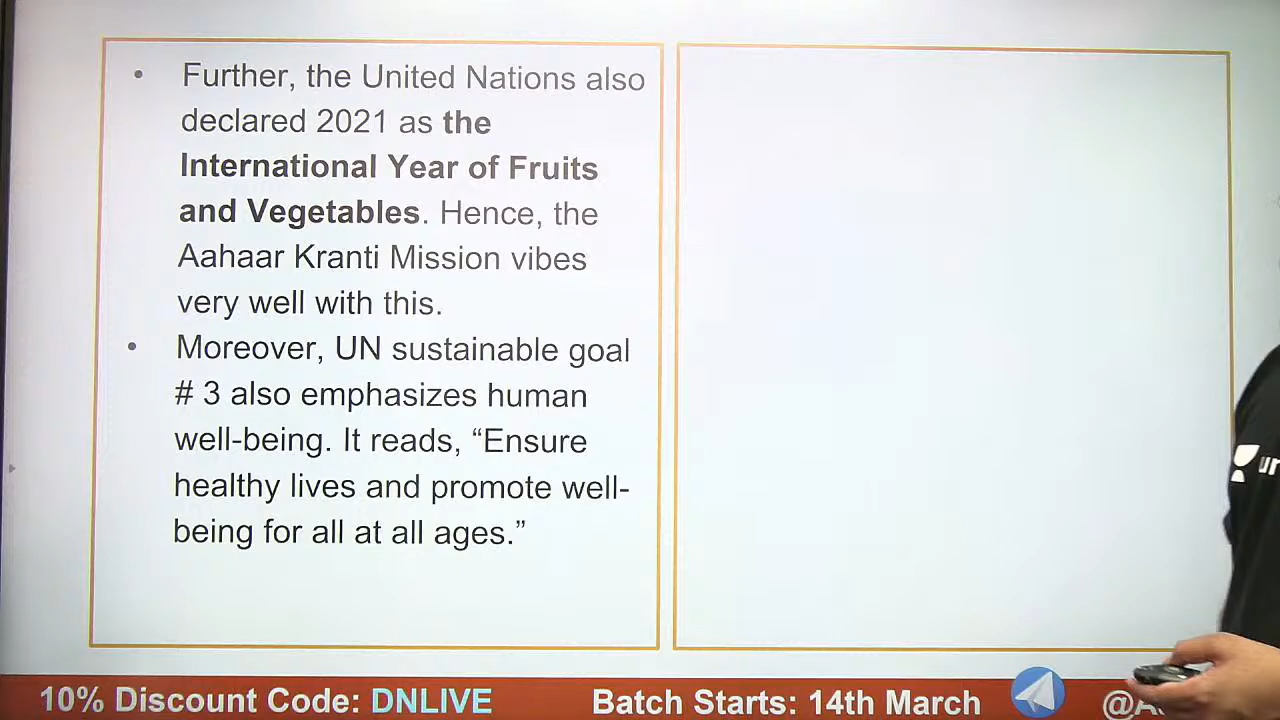 • Further, the United Nations also
declared 2021 as the
International Year of Fruits
and Vegetables. Hence, the
Aahaar Kranti Mission vibes
very well with this.
• Moreover, UN sustainable goal
# 3 also emphasizes human
well-being. It reads, “Ensure
healthy lives and promote well-
being for all at all ages.”
10% Discount Code: DNLIVE
Batch Starts: 14th March